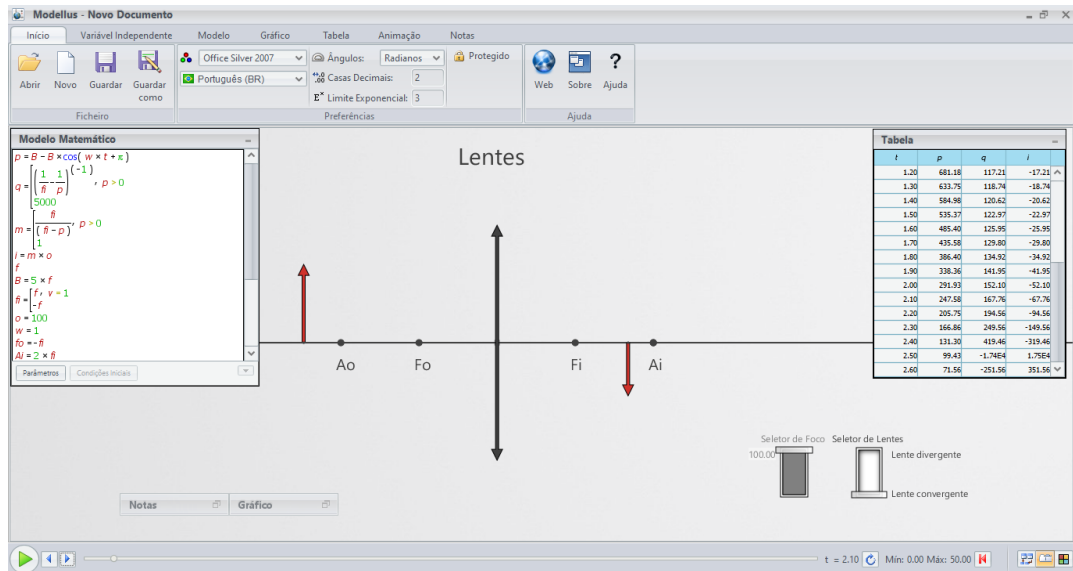 Modellus - Novo Documento
Início Variável Independente Modelo Gráfico Tabela Animação Notas
Abrir Novo Guardar Guardar como
Ficheiro
Office Silver 2007
Português (BR)
Ângulos: Radianos
Casas Decimais: 2
Limite Exponencial: 3
Protegido
Preferências
Web Sobre Ajuda
Ajuda
Modelo Matemático
p = B - B × cos( w × t + π )
q = [ ( 1/fi - 1/p )^(-1) , p > 0
5000
m = [ fi / ( fi - p ) , p > 0
1
i = m × o
f
B = 5 × f
fi = [ f, v = 1
-f
o = 100
w = 1
fo = -fi
Ai = 2 × fi
Parâmetros Condições Iniciais
Lentes
Ao Fo Fi Ai
Tabela
t p q i
1.20 681.18 117.21 -17.21
1.30 633.75 118.74 -18.74
1.40 584.98 120.62 -20.62
1.50 535.37 122.97 -22.97
1.60 485.40 125.95 -25.95
1.70 435.58 129.80 -29.80
1.80 386.40 134.92 -34.92
1.90 338.36 141.95 -41.95
2.00 291.93 152.10 -52.10
2.10 247.58 167.76 -67.76
2.20 205.75 194.56 -94.56
2.30 166.86 249.56 -149.56
2.40 131.30 419.46 -319.46
2.50 99.43 -1.74E4 1.75E4
2.60 71.56 -251.56 351.56
Seletor de Foco Seletor de Lentes
100.00 Lente divergente
Lente convergente
Notas Gráfico
t = 2.10 Mín: 0.00 Máx: 50.00